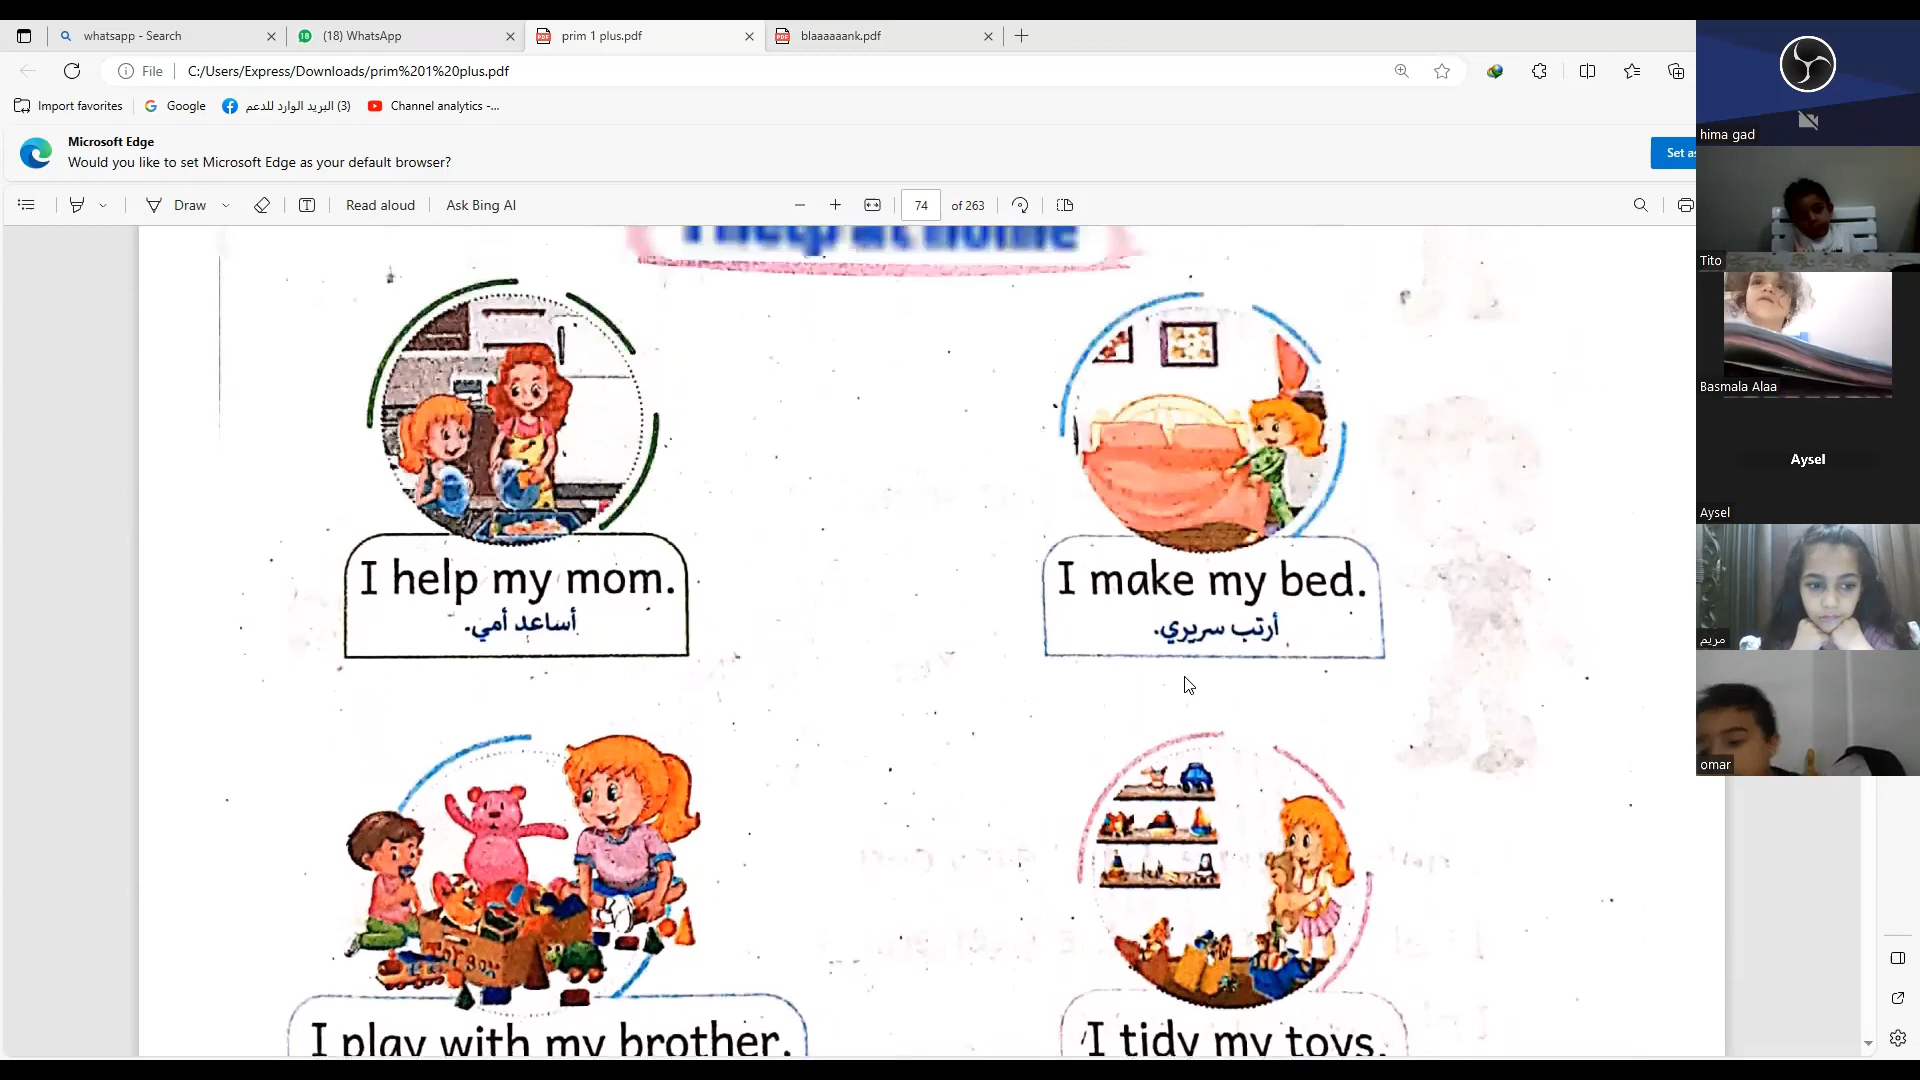 whatsapp - Search
(18) WhatsApp
prim 1 plus.pdf
blaaaaaank.pdf
File
C:/Users/Express/Downloads/prim%201%20plus.pdf
Import favorites
Google
(3) البريد الوارد للدعم
Channel analytics -...
Microsoft Edge
Would you like to set Microsoft Edge as your default browser?
Set as
Draw
Read aloud
Ask Bing AI
74
of 263
I help at home
I help my mom.
أساعد أمي.
I make my bed.
أرتب سريري.
I play with my brother.
I tidy my toys.
hima gad
Tito
Basmala Alaa
Aysel
Aysel
مريم
omar